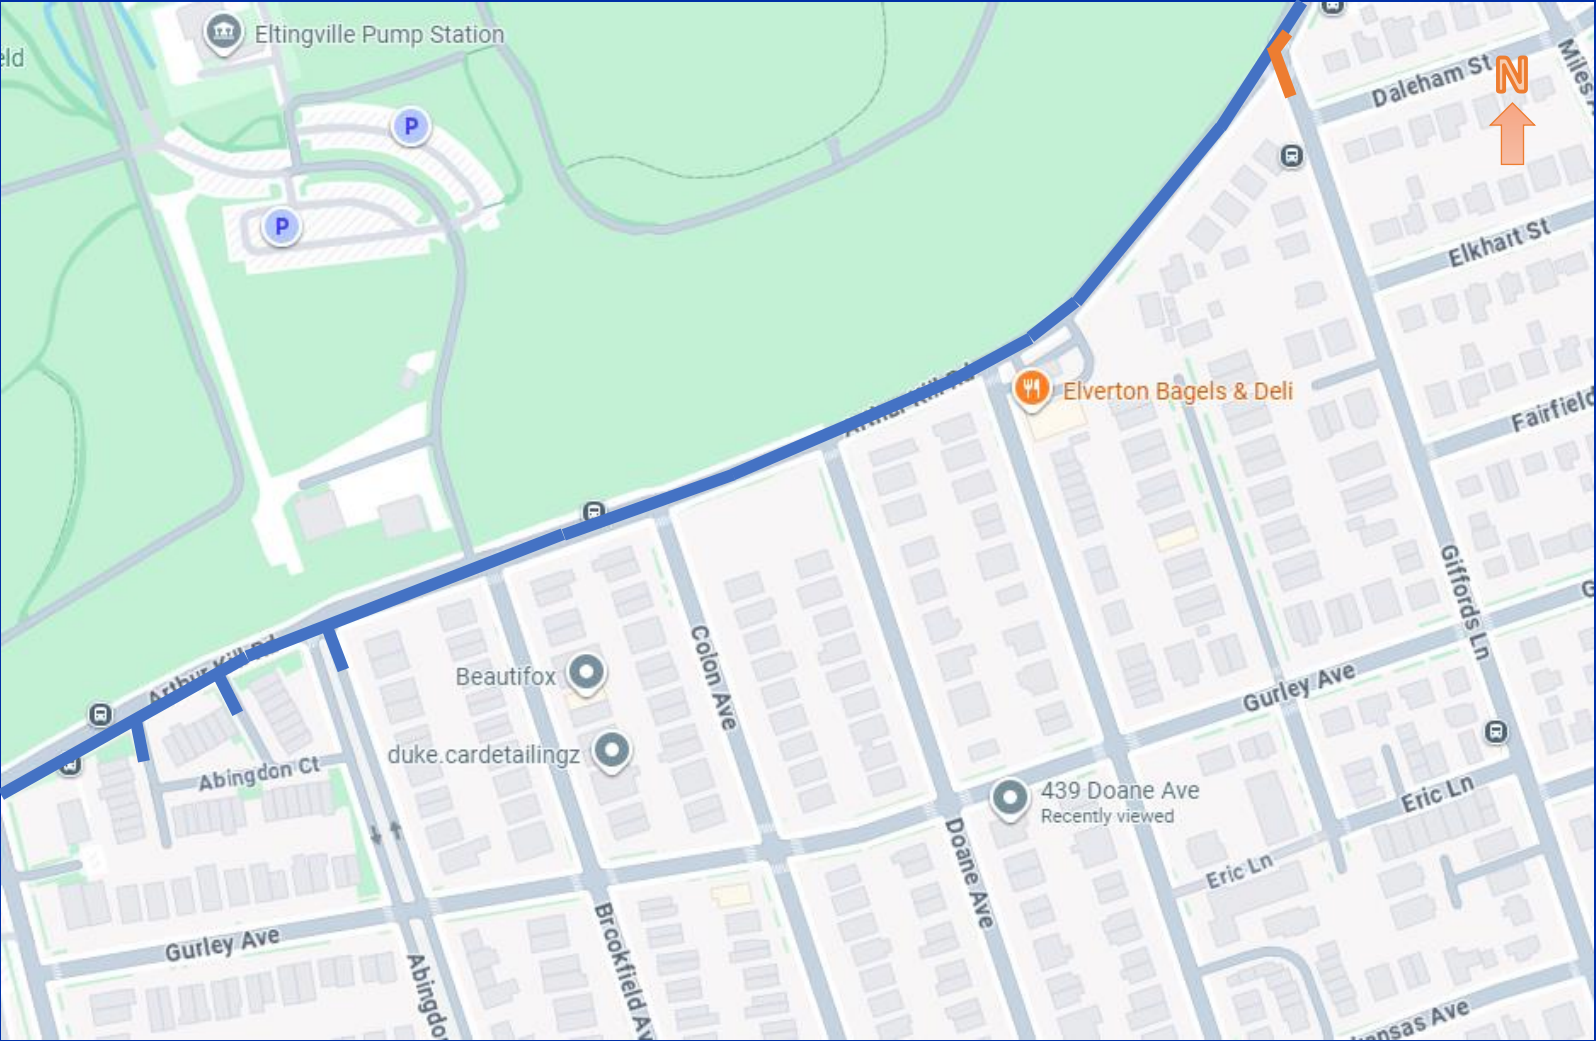 Eltingville Pump Station
eld
P
P
Daleham St
N
Miles
Elkhart St
Arthur Kill Rd
Elverton Bagels & Deli
Fairfield
Giffords Ln
G
Arthur Kill Rd
Beautifox
Colon Ave
Gurley Ave
duke.cardetailingz
Abingdon Ct
439 Doane Ave
Recently viewed
Eric Ln
Eric Ln
Doane Ave
Gurley Ave
Brookfield Av
Abingdo
nsas Ave